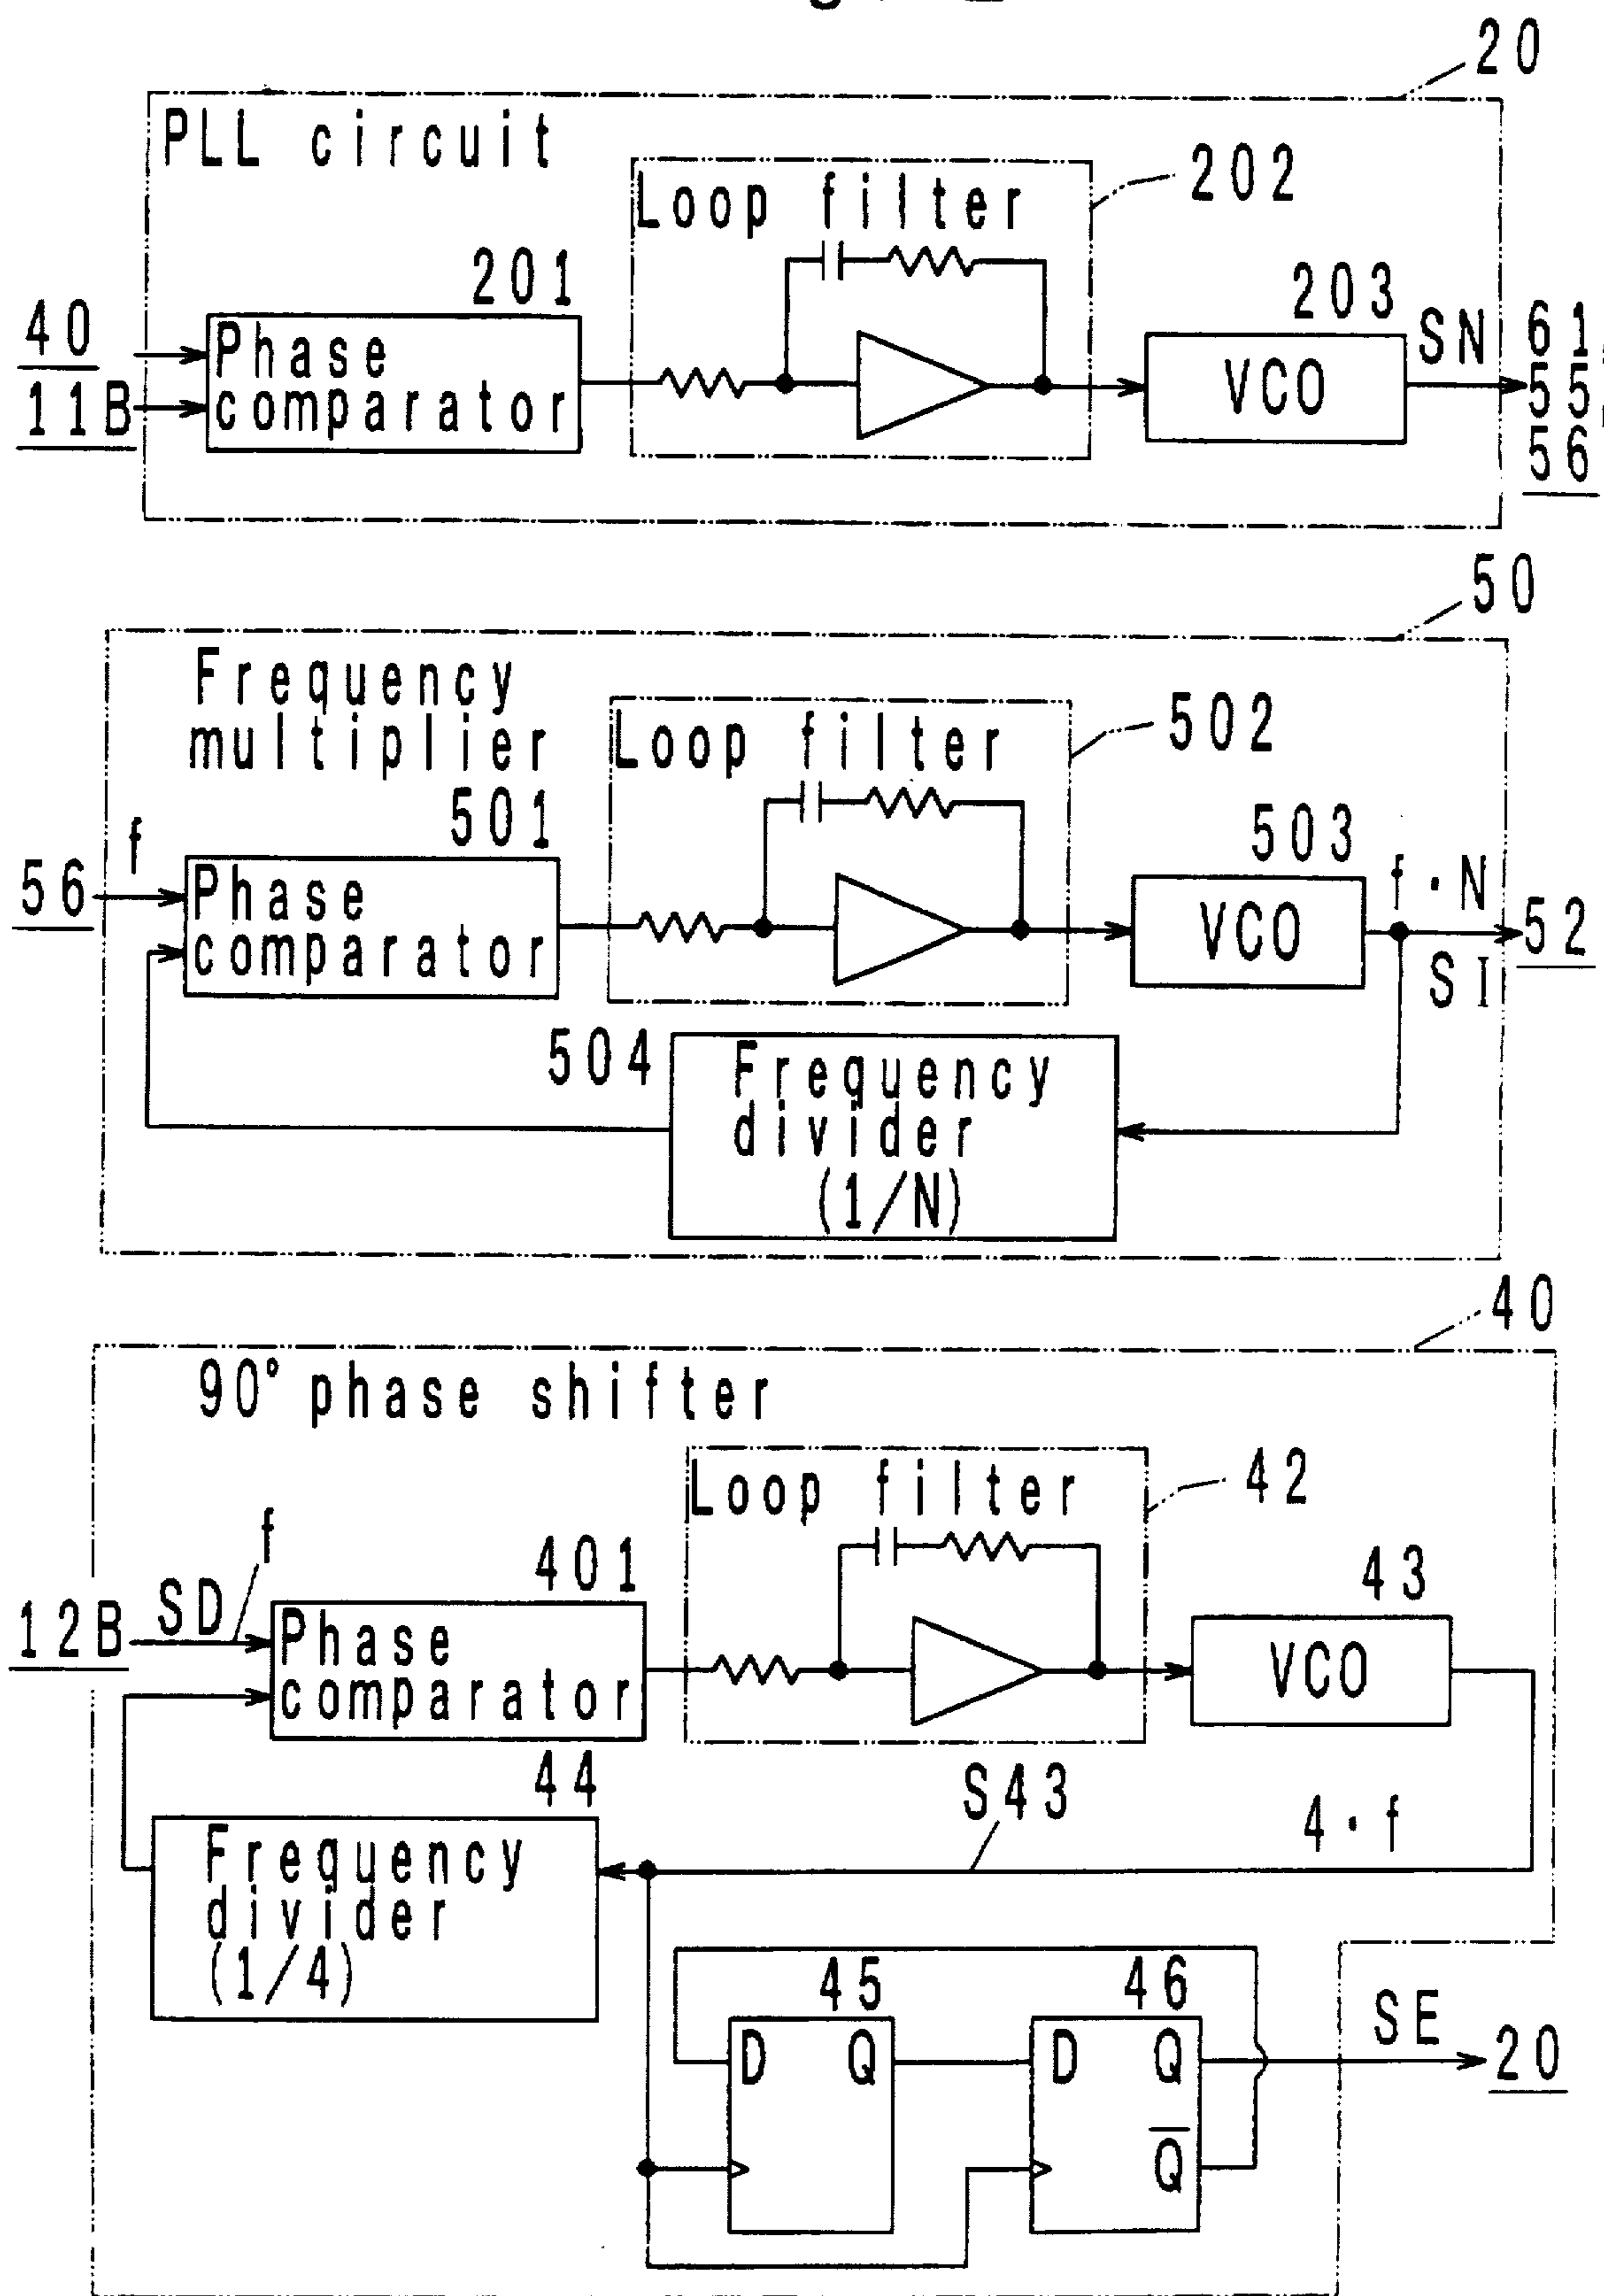 20
PLL circuit
202
Loop filter
201
203
40
11B
Phase
comparator
VCO
SN
61,
55,
56
50
Frequency
multiplier
502
Loop filter
501
503
56
f
Phase
comparator
VCO
f・N
SI
52
504
Frequency
divider
(1/N)
40
90° phase shifter
42
Loop filter
f
401
43
12B
SD
Phase
comparator
VCO
44
S43
4・f
Frequency
divider
(1/4)
45
46
D Q
D Q
Q̅
SE
20